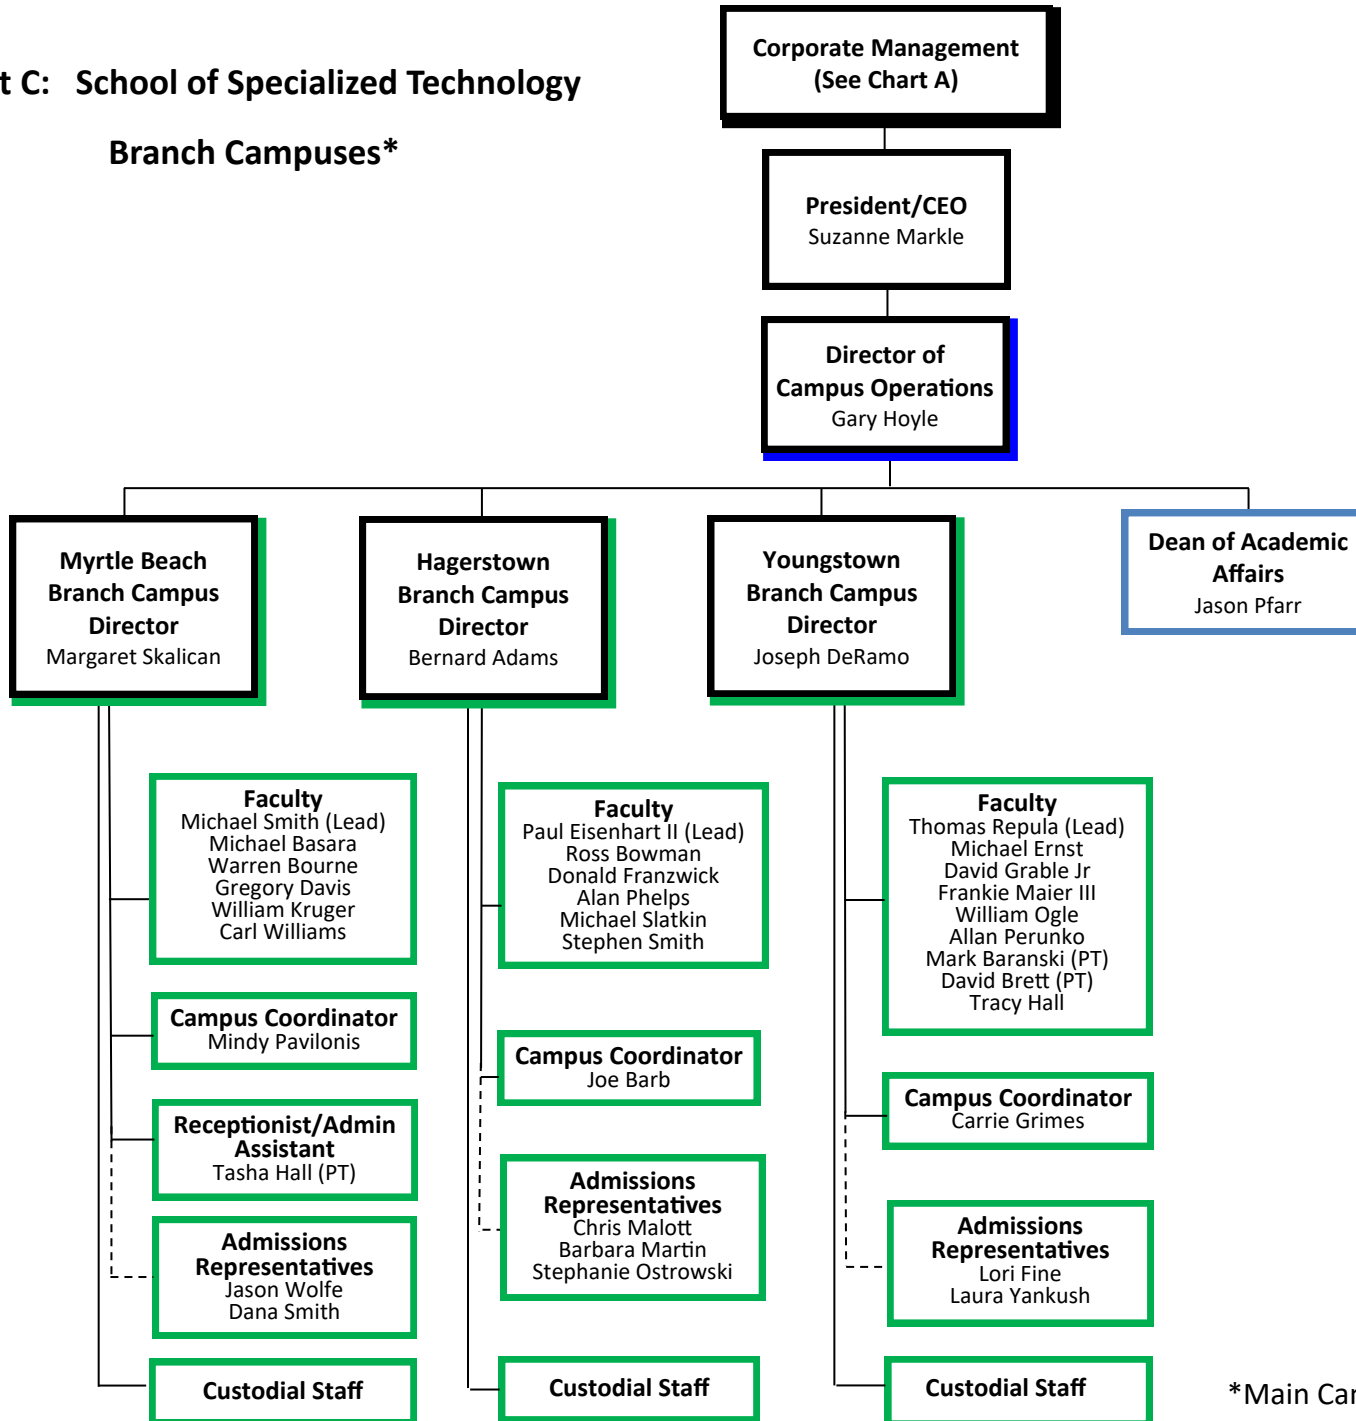 t C: School of Specialized Technology
Branch Campuses*
Corporate Management
(See Chart A)
President/CEO
Suzanne Markle
Director of
Campus Operations
Gary Hoyle
Myrtle Beach
Branch Campus
Director
Margaret Skalican
Hagerstown
Branch Campus
Director
Bernard Adams
Youngstown
Branch Campus
Director
Joseph DeRamo
Dean of Academic
Affairs
Jason Pfarr
Faculty
Michael Smith (Lead)
Michael Basara
Warren Bourne
Gregory Davis
William Kruger
Carl Williams
Campus Coordinator
Mindy Pavilonis
Receptionist/Admin
Assistant
Tasha Hall (PT)
Admissions
Representatives
Jason Wolfe
Dana Smith
Custodial Staff
Faculty
Paul Eisenhart II (Lead)
Ross Bowman
Donald Franzwick
Alan Phelps
Michael Slatkin
Stephen Smith
Campus Coordinator
Joe Barb
Admissions
Representatives
Chris Malott
Barbara Martin
Stephanie Ostrowski
Custodial Staff
Faculty
Thomas Repula (Lead)
Michael Ernst
David Grable Jr
Frankie Maier III
William Ogle
Allan Perunko
Mark Baranski (PT)
David Brett (PT)
Tracy Hall
Campus Coordinator
Carrie Grimes
Admissions
Representatives
Lori Fine
Laura Yankush
Custodial Staff
*Main Car